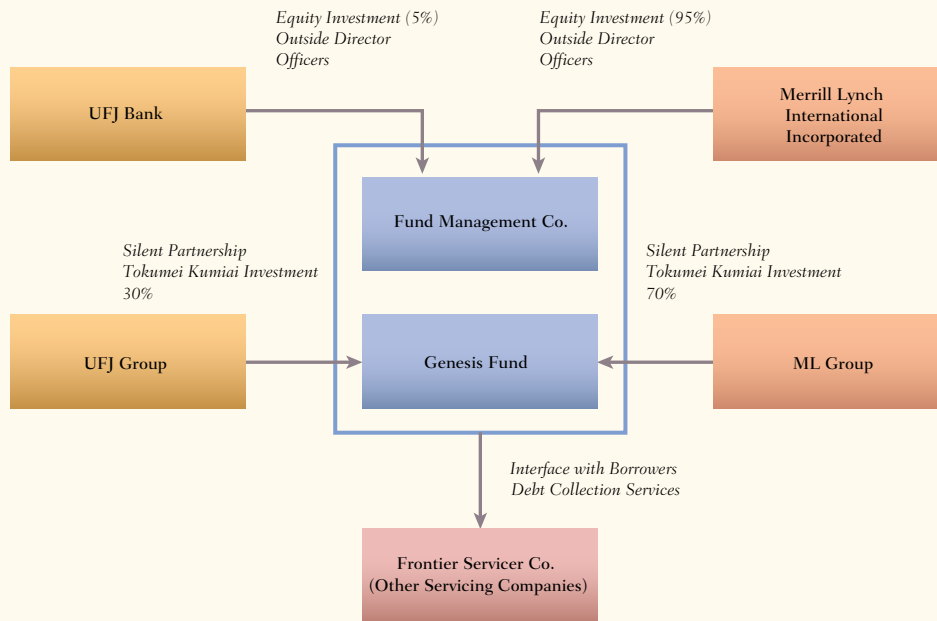 Equity Investment (5%)
Outside Director
Officers
Equity Investment (95%)
Outside Director
Officers
UFJ Bank
Merrill Lynch
International
Incorporated
Fund Management Co.
Silent Partnership
Tokumei Kumiai Investment
30%
Silent Partnership
Tokumei Kumiai Investment
70%
UFJ Group
Genesis Fund
ML Group
Interface with Borrowers
Debt Collection Services
Frontier Servicer Co.
(Other Servicing Companies)